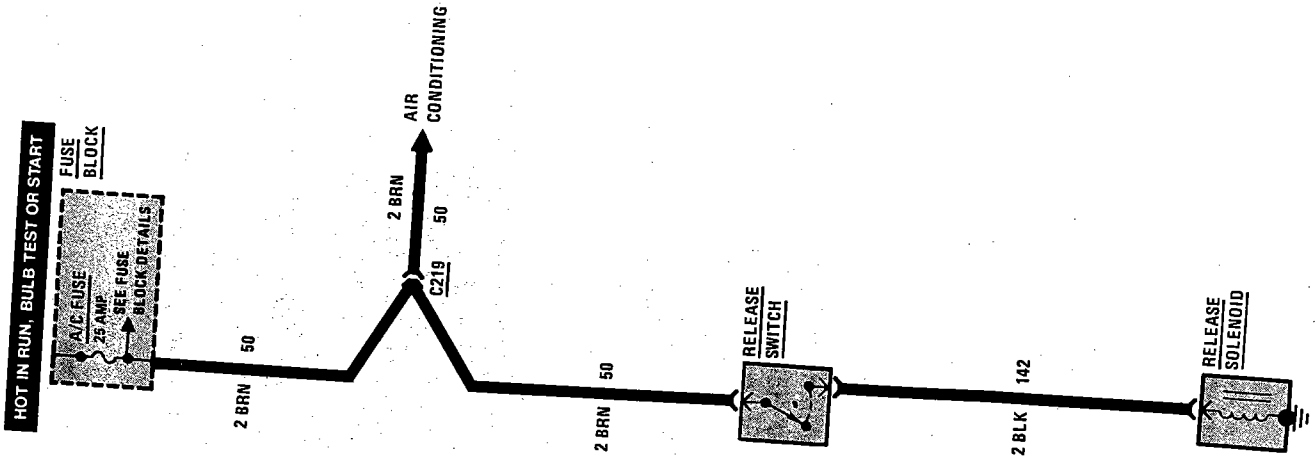 HOT IN RUN, BULB TEST OR START
FUSE
BLOCK
A/C FUSE
25 AMP
SEE FUSE
BLOCK DETAILS
50
2 BRN
2 BRN
AIR
CONDITIONING
50
C219
50
2 BRN
RELEASE
SWITCH
142
2 BLK
RELEASE
SOLENOID